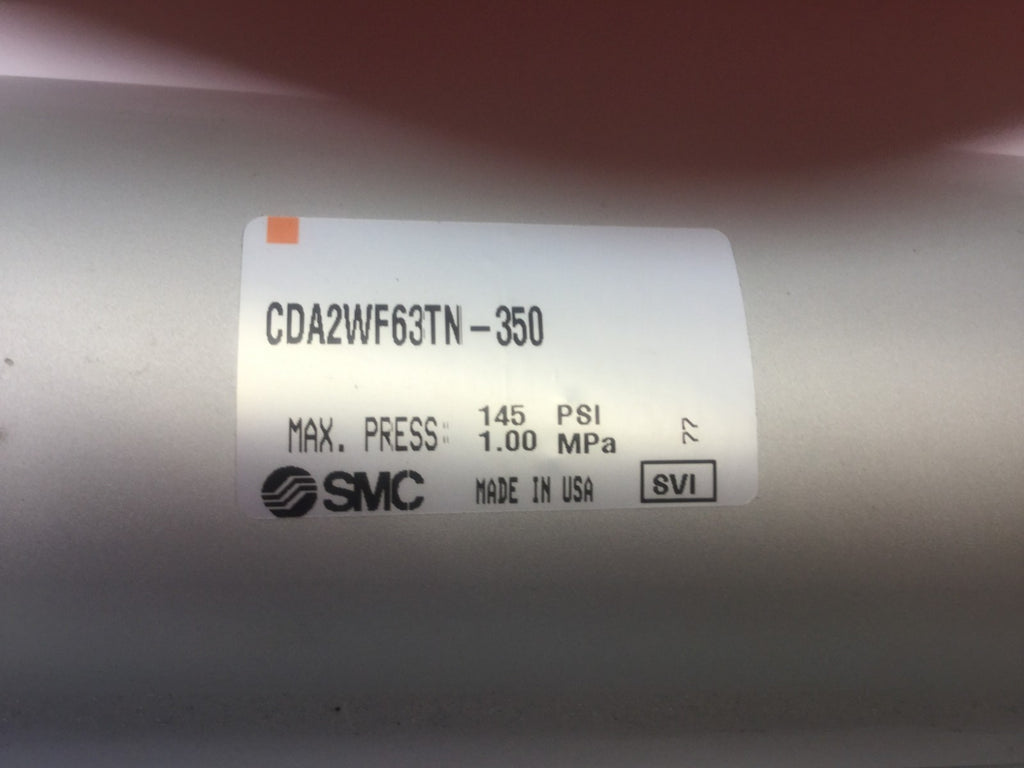 CDA2WF63TN-350
MAX. PRESS: 145 PSI
1.00 MPa
77
SMC MADE IN USA SVI